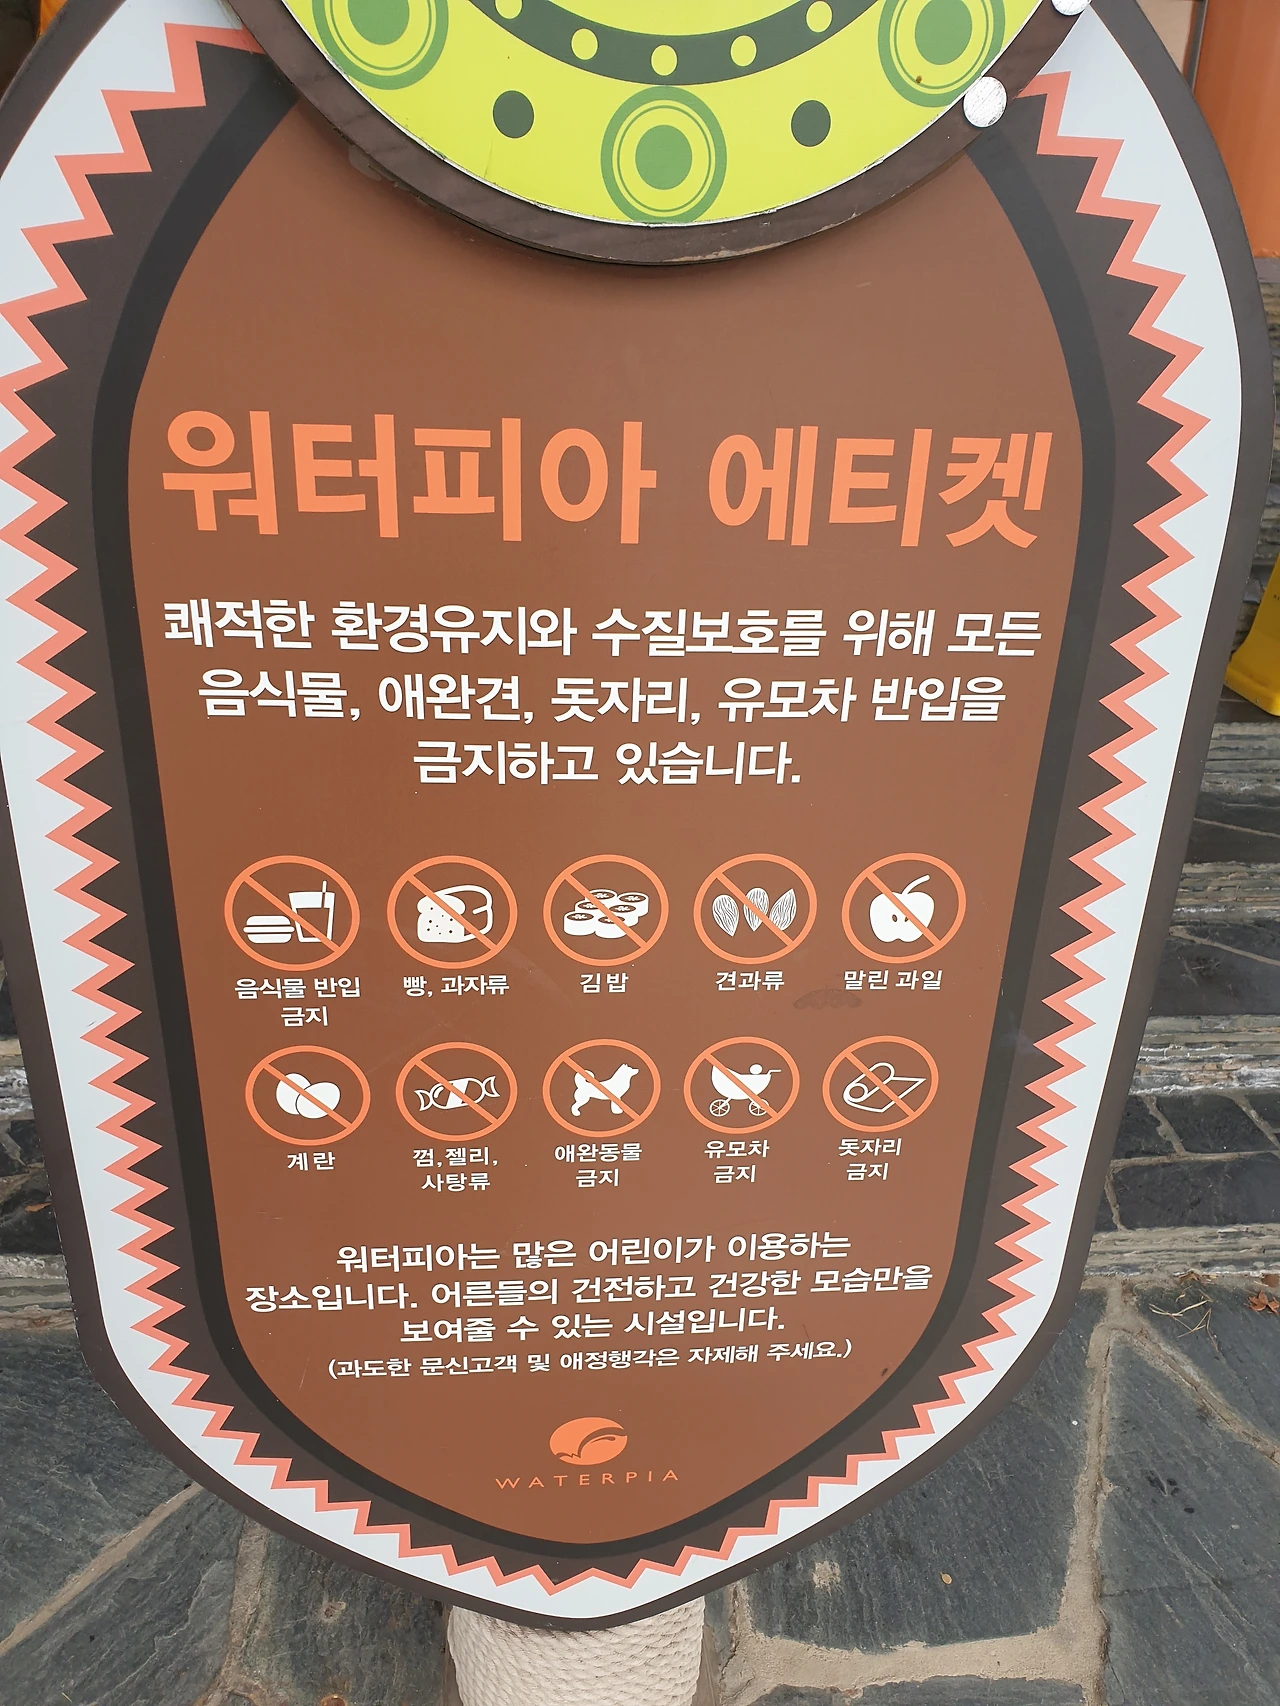 워터피아 에티켓
쾌적한 환경유지와 수질보호를 위해 모든
음식물, 애완견, 돗자리, 유모차 반입을
금지하고 있습니다.
음식물 반입
금지
빵, 과자류
김밥
견과류
말린 과일
계란
껌,젤리,
사탕류
애완동물
금지
유모차
금지
돗자리
금지
워터피아는 많은 어린이가 이용하는
장소입니다. 어른들의 건전하고 건강한 모습만을
보여줄 수 있는 시설입니다.
(과도한 문신고객 및 애정행각은 자제해 주세요.)
WATERPIA